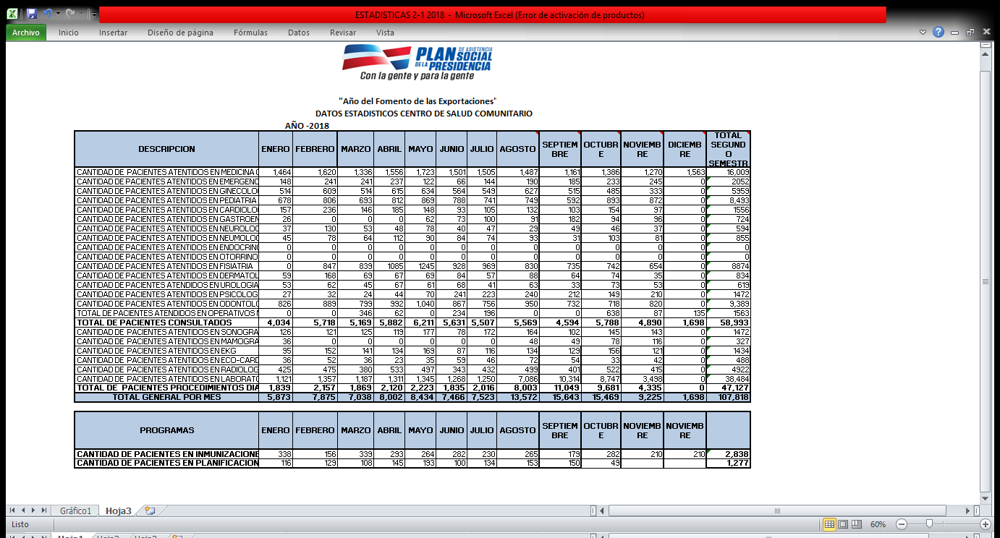 ESTADISTICAS 2-1 2018 - Microsoft Excel (Error de activación de productos)
Archivo Inicio Insertar Diseño de página Fórmulas Datos Revisar Vista
PLAN SOCIAL DE ASISTENCIA
DE LA PRESIDENCIA
Con la gente y para la gente
"Año del Fomento de las Exportaciones"
DATOS ESTADISTICOS CENTRO DE SALUD COMUNITARIO
AÑO -2018
DESCRIPCION ENERO FEBRERO MARZO ABRIL MAYO JUNIO JULIO AGOSTO SEPTIEMBRE OCTUBRE NOVIEMBRE DICIEMBRE TOTAL SEGUNDO SEMESTR
CANTIDAD DE PACIENTES ATENTIDOS EN MEDICINA 1,464 1,620 1,336 1,556 1,723 1,501 1,505 1,487 1,161 1,386 1,270 1,563 16,009
CANTIDAD DE PACIENTES ATENTIDOS EN EMERGENC 148 241 241 237 122 66 144 190 185 233 245 0 2052
CANTIDAD DE PACIENTES ATENTIDOS EN GINECOLO 514 609 514 615 634 564 549 627 515 485 333 0 5959
CANTIDAD DE PACIENTES ATENTIDOS EN PEDIATRIA 678 806 693 812 869 788 741 749 592 893 872 0 8,493
CANTIDAD DE PACIENTES ATENTIDOS EN CARDIOLO 157 236 146 185 148 93 105 132 103 154 97 0 1556
CANTIDAD DE PACIENTES ATENTIDOS EN GASTROEN 26 0 0 0 62 73 100 91 182 94 96 0 724
CANTIDAD DE PACIENTES ATENTIDOS EN NEUROLOG 37 130 53 48 78 40 47 29 49 46 37 0 594
CANTIDAD DE PACIENTES ATENTIDOS EN NEUMOLOG 45 78 64 112 90 84 74 93 31 103 81 0 855
CANTIDAD DE PACIENTES ATENTIDOS EN ENDOCRINO 0 0 0 0 0 0 0 0 0 0 0 0 0
CANTIDAD DE PACIENTES ATENTIDOS EN OTORRINO 0 0 0 0 0 0 0 0 0 0 0 0 0
CANTIDAD DE PACIENTES ATENTIDOS EN FISIATRIA 0 847 839 1085 1245 928 969 830 735 742 654 0 8874
CANTIDAD DE PACIENTES ATENTIDOS EN DERMATOL 59 168 69 67 69 84 57 88 64 74 35 0 834
CANTIDAD DE PACIENTES ATENDIDOS EN UROLOGIA 53 62 45 67 61 68 41 63 33 73 53 0 619
CANTIDAD DE PACIENTES ATENTIDOS EN PSICOLOG 27 32 24 44 70 241 223 240 212 149 210 0 1472
CANTIDAD DE PACIENTES ATENTIDOS EN ODONTOLO 826 889 799 992 1,040 867 756 950 732 718 820 0 9,389
TOTAL DE PACIENTES ATENDIDOS EN OPERATIVOS 0 0 346 62 0 234 196 0 0 638 87 135 1563
TOTAL DE PACIENTES CONSULTADOS 4,034 5,718 5,169 5,882 6,211 5,631 5,507 5,569 4,594 5,788 4,890 1,698 58,993
CANTIDAD DE PACIENTES ATENTIDOS EN SONOGRA 126 121 125 119 177 78 172 164 102 145 143 0 1472
CANTIDAD DE PACIENTES ATENTIDOS EN MAMOGRA 36 0 0 0 0 0 0 48 49 78 116 0 327
CANTIDAD DE PACIENTES ATENTIDOS EN EKG 95 152 141 134 169 87 116 134 129 156 121 0 1434
CANTIDAD DE PACIENTES ATENTIDOS EN ECO-CARD 36 52 36 23 35 59 46 72 54 33 42 0 488
CANTIDAD DE PACIENTES ATENTIDOS EN RADIOLOG 425 475 380 533 497 343 432 499 401 522 415 0 4922
CANTIDAD DE PACIENTES ATENTIDOS EN LABORATO 1,121 1,357 1,187 1,311 1,345 1,268 1,250 7,086 10,314 8,747 3,498 0 38,484
TOTAL DE PACIENTES PROCEDIMIENTOS DIA 1,839 2,157 1,869 2,120 2,223 1,835 2,016 8,003 11,049 9,681 4,335 0 47,127
TOTAL GENERAL POR MES 5,873 7,875 7,038 8,002 8,434 7,466 7,523 13,572 15,643 15,469 9,225 1,698 107,818
PROGRAMAS ENERO FEBRERO MARZO ABRIL MAYO JUNIO JULIO AGOSTO SEPTIEMBRE OCTUBRE NOVIEMBRE NOVIEMBRE
CANTIDAD DE PACIENTES EN INMUNIZACIONE 338 156 339 293 264 282 230 265 179 282 210 210 2,838
CANTIDAD DE PACIENTES EN PLANIFICACION 116 129 108 145 193 100 134 153 150 49 1,277
Gráfico1 Hoja3
Listo 60%
Hoja1 Hoja2 Hoja3